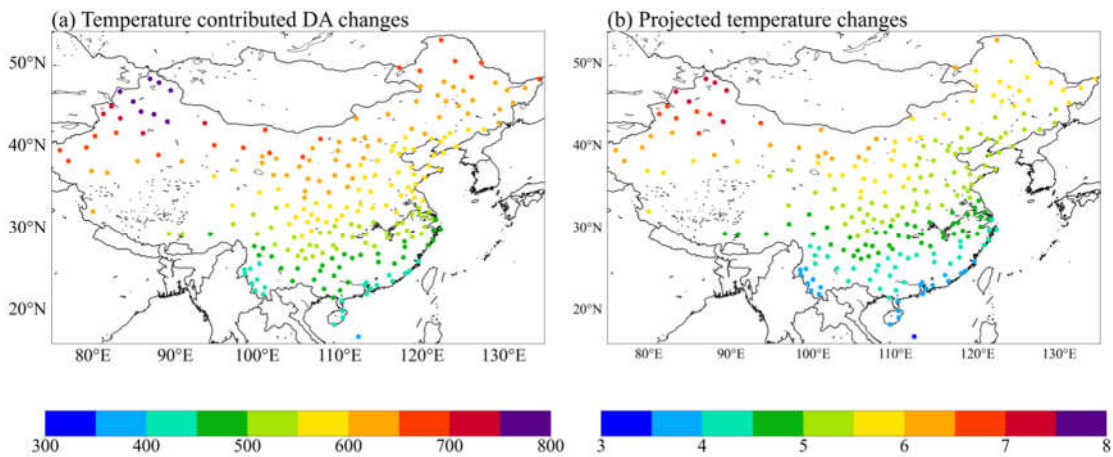 (a) Temperature contributed DA changes
(b) Projected temperature changes
50°N
40°N
30°N
20°N
80°E 90°E 100°E 110°E 120°E 130°E
50°N
40°N
30°N
20°N
80°E 90°E 100°E 110°E 120°E 130°E
300 400 500 600 700 800
3 4 5 6 7 8